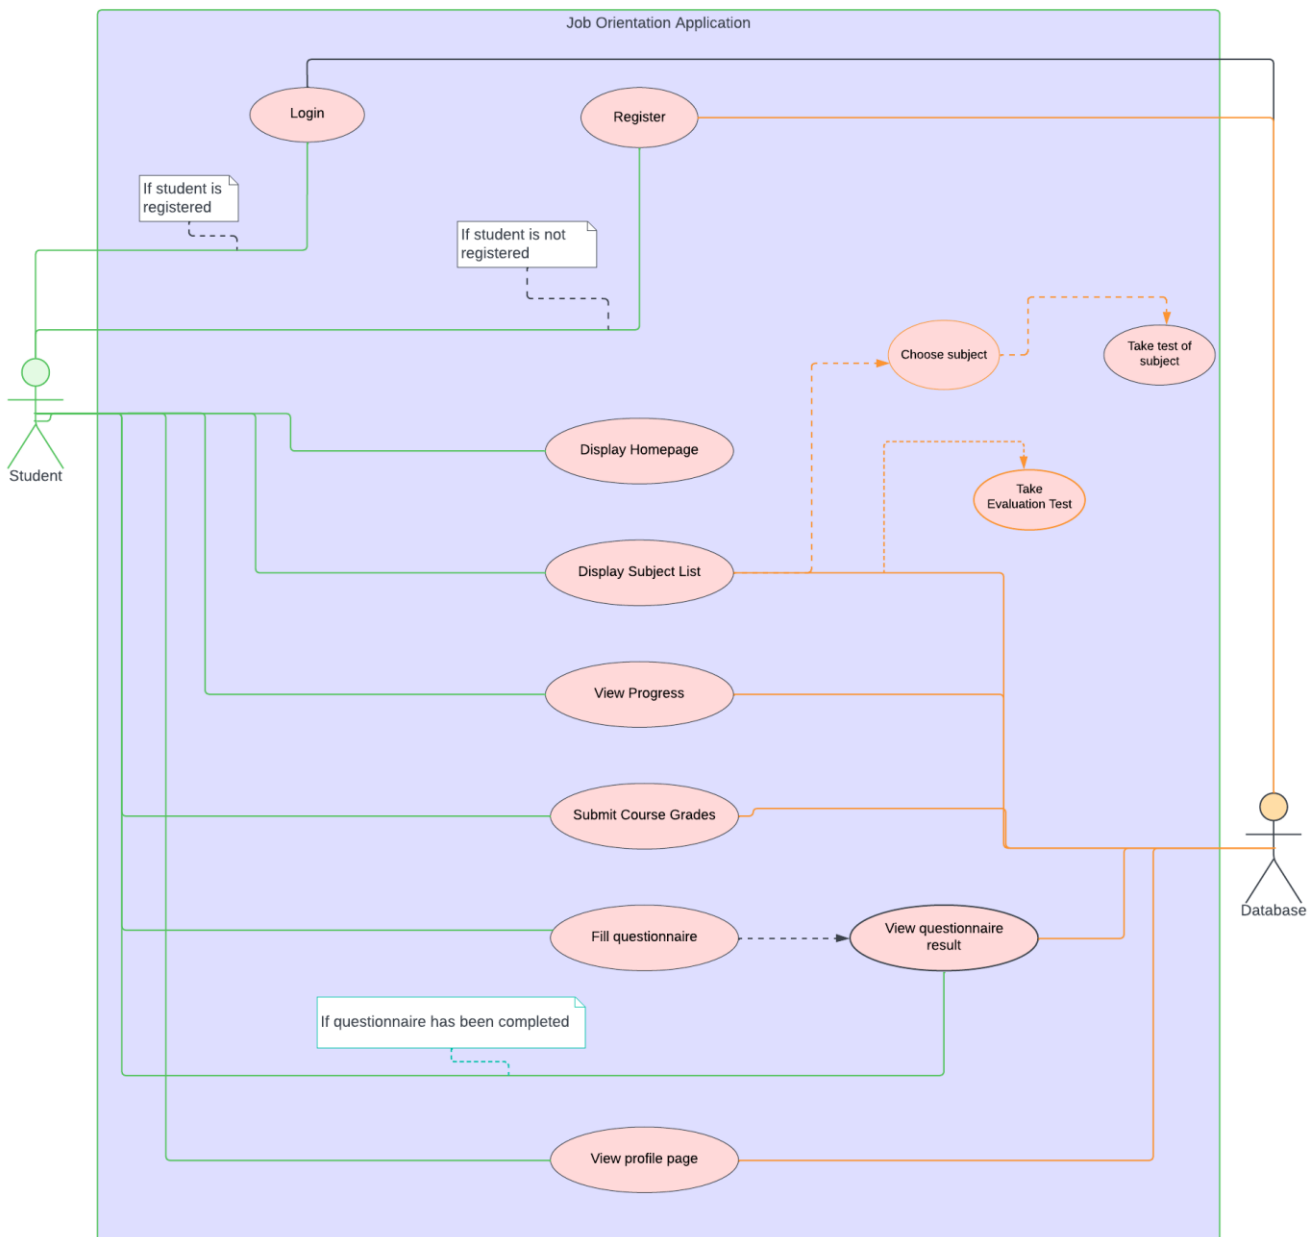 Job Orientation Application
Login
Register
If student is
registered
If student is not
registered
Choose subject
Take test of
subject
Display Homepage
Student
Take
Evaluation Test
Display Subject List
View Progress
Submit Course Grades
Database
Fill questionnaire
View questionnaire
result
If questionnaire has been completed
View profile page